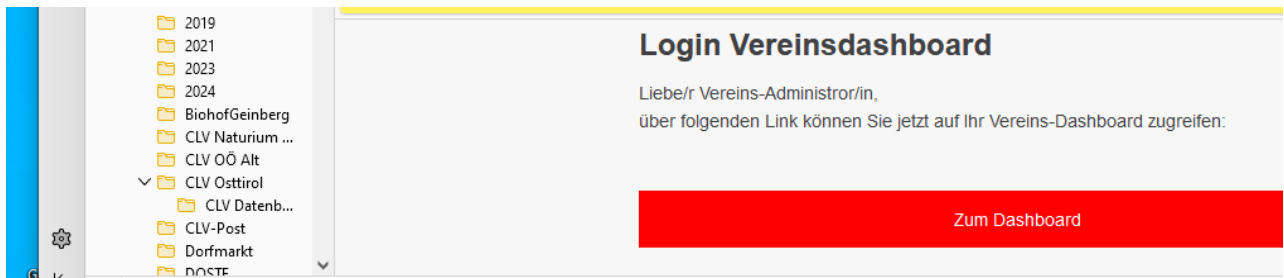 2019
2021
2023
2024
BiohofGeinberg
CLV Naturium ...
CLV OÖ Alt
CLV Osttirol
CLV Datenb...
CLV-Post
Dorfmarkt
Login Vereinsdashboard
Liebe/r Vereins-Administror/in,
über folgenden Link können Sie jetzt auf Ihr Vereins-Dashboard zugreifen:
Zum Dashboard